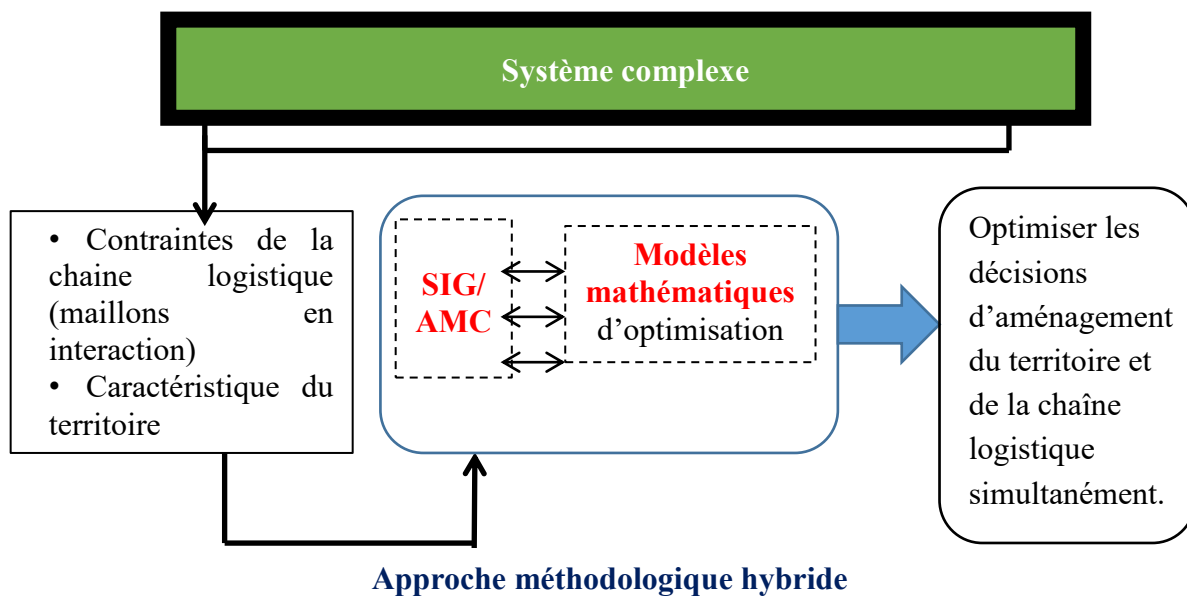 Système complexe
• Contraintes de la
chaine logistique
(maillons en
interaction)
• Caractéristique du
territoire
SIG/
AMC
Modèles
mathématiques
d’optimisation
Optimiser les
décisions
d’aménagement
du territoire et
de la chaîne
logistique
simultanément.
Approche méthodologique hybride